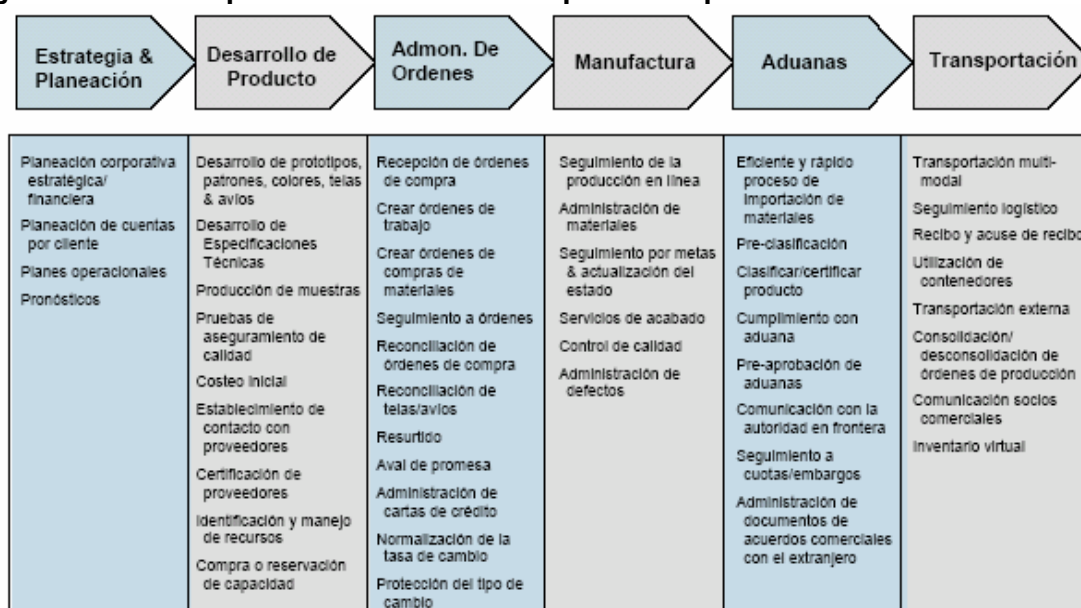 Estrategia &
Planeación
Desarrollo de
Producto
Admon. De
Ordenes
Manufactura
Aduanas
Transportación
Planeación corporativa
estratégica/
financiera
Planeación de cuentas
por cliente
Planes operacionales
Pronósticos
Desarrollo de prototipos,
patrones, colores, telas
& avíos
Desarrollo de
Especificaciones
Técnicas
Producción de muestras
Pruebas de
aseguramiento de
calidad
Costeo inicial
Establecimiento de
contacto con
proveedores
Certificación de
proveedores
Identificación y manejo
de recursos
Compra o reservación
de capacidad
Recepción de órdenes
de compra
Crear órdenes de
trabajo
Crear órdenes de
compras de
materiales
Seguimiento a órdenes
Reconciliación de
órdenes de compra
Reconciliación de
telas/avíos
Resurtido
Aval de promesa
Administración de
cartas de crédito
Normalización de la
tasa de cambio
Protección del tipo de
cambio
Seguimiento de la
producción en línea
Administración de
materiales
Seguimiento por metas
& actualización del
estado
Servicios de acabado
Control de calidad
Administración de
defectos
Eficiente y rápido
proceso de
importación de
materiales
Pre-clasificación
Clasificar/certificar
producto
Cumplimiento con
aduana
Pre-aprobación de
aduanas
Comunicación con la
autoridad en frontera
Seguimiento a
cuotas/embargos
Administración de
documentos de
acuerdos comerciales
con el extranjero
Transportación multi-
modal
Seguimiento logístico
Recibo y acuse de recibo
Utilización de
contenedores
Transportación externa
Consolidación/
desconsolidación de
órdenes de producción
Comunicación socios
comerciales
Inventario virtual